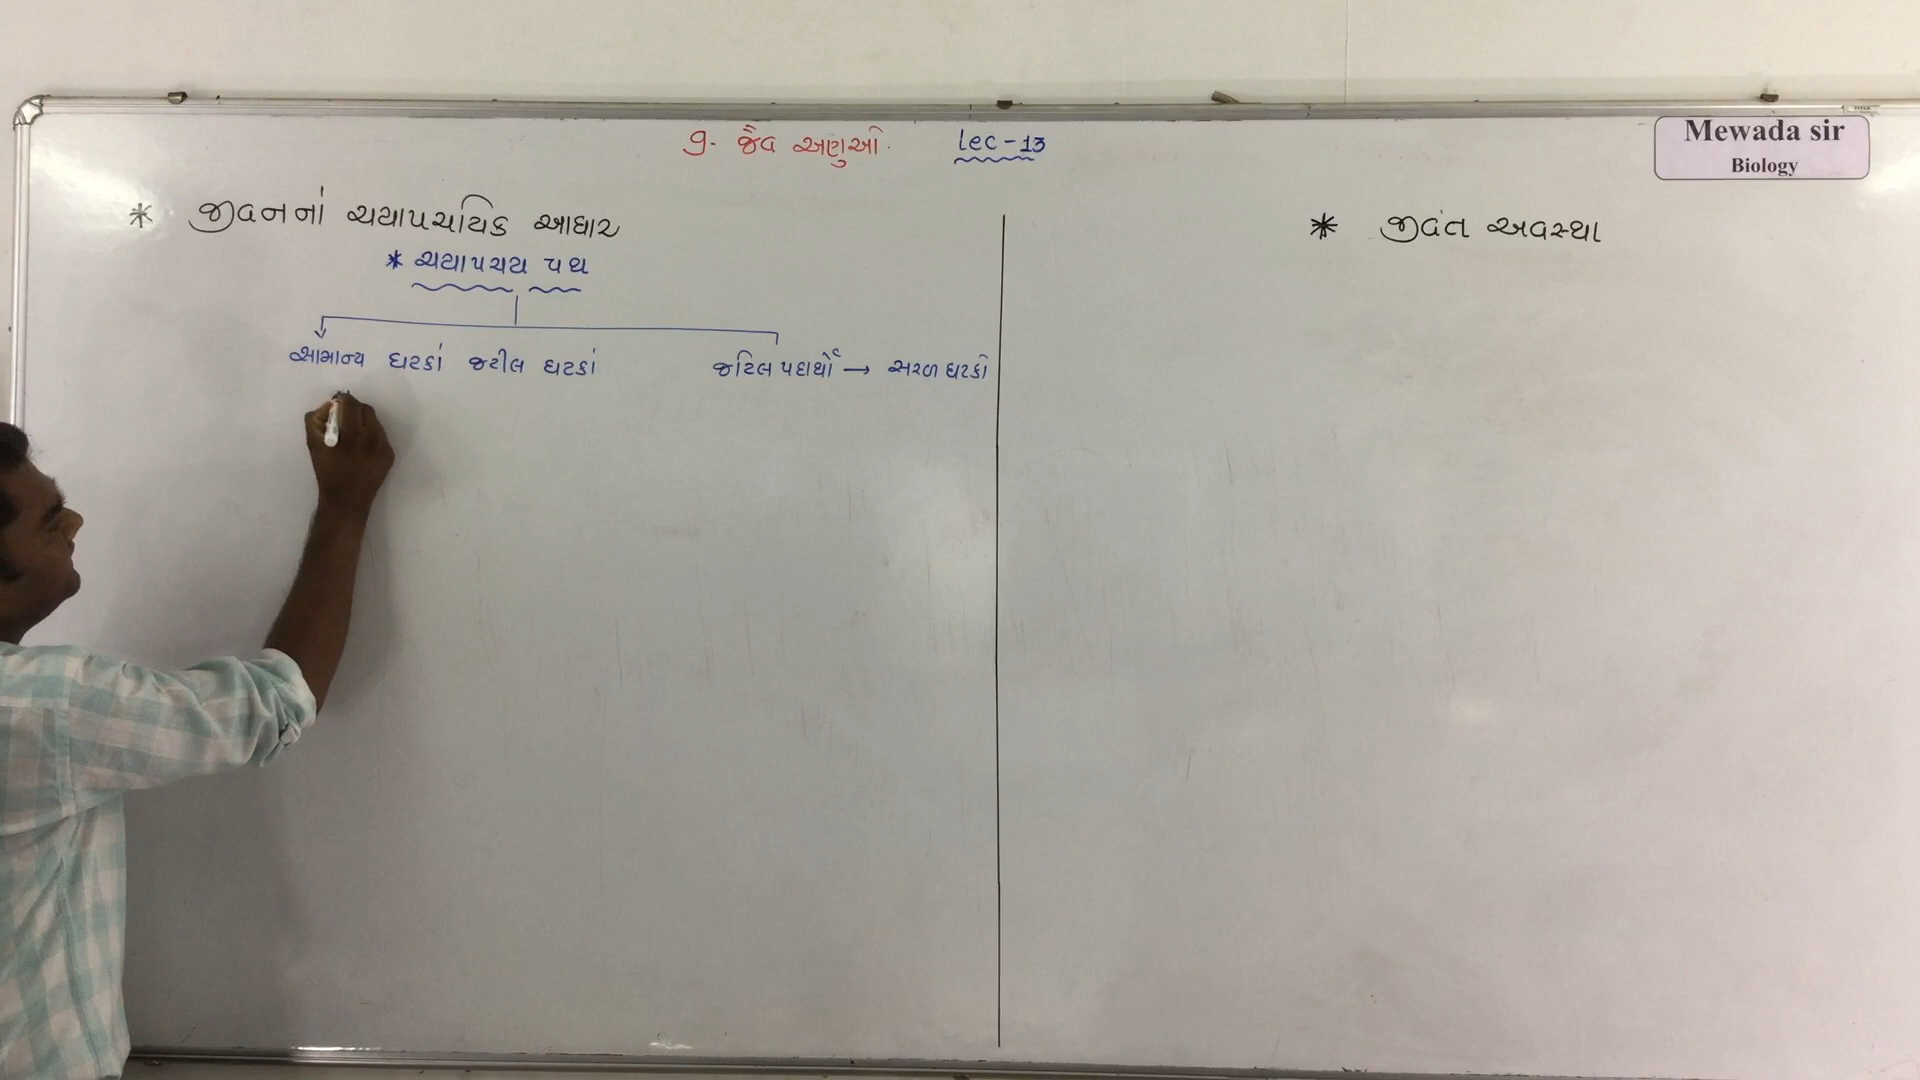 9. જૈવ અણુઓ. Lec-13
Mewada sir
Biology
* જીવનનાં ચયાપચયિક આધાર
* ચયાપચય પથ
સામાન્ય ઘટકાં જટીલ ઘટકાં
જટિલ પદાર્થો → સરળ ઘટકો
* જીવંત અવસ્થા